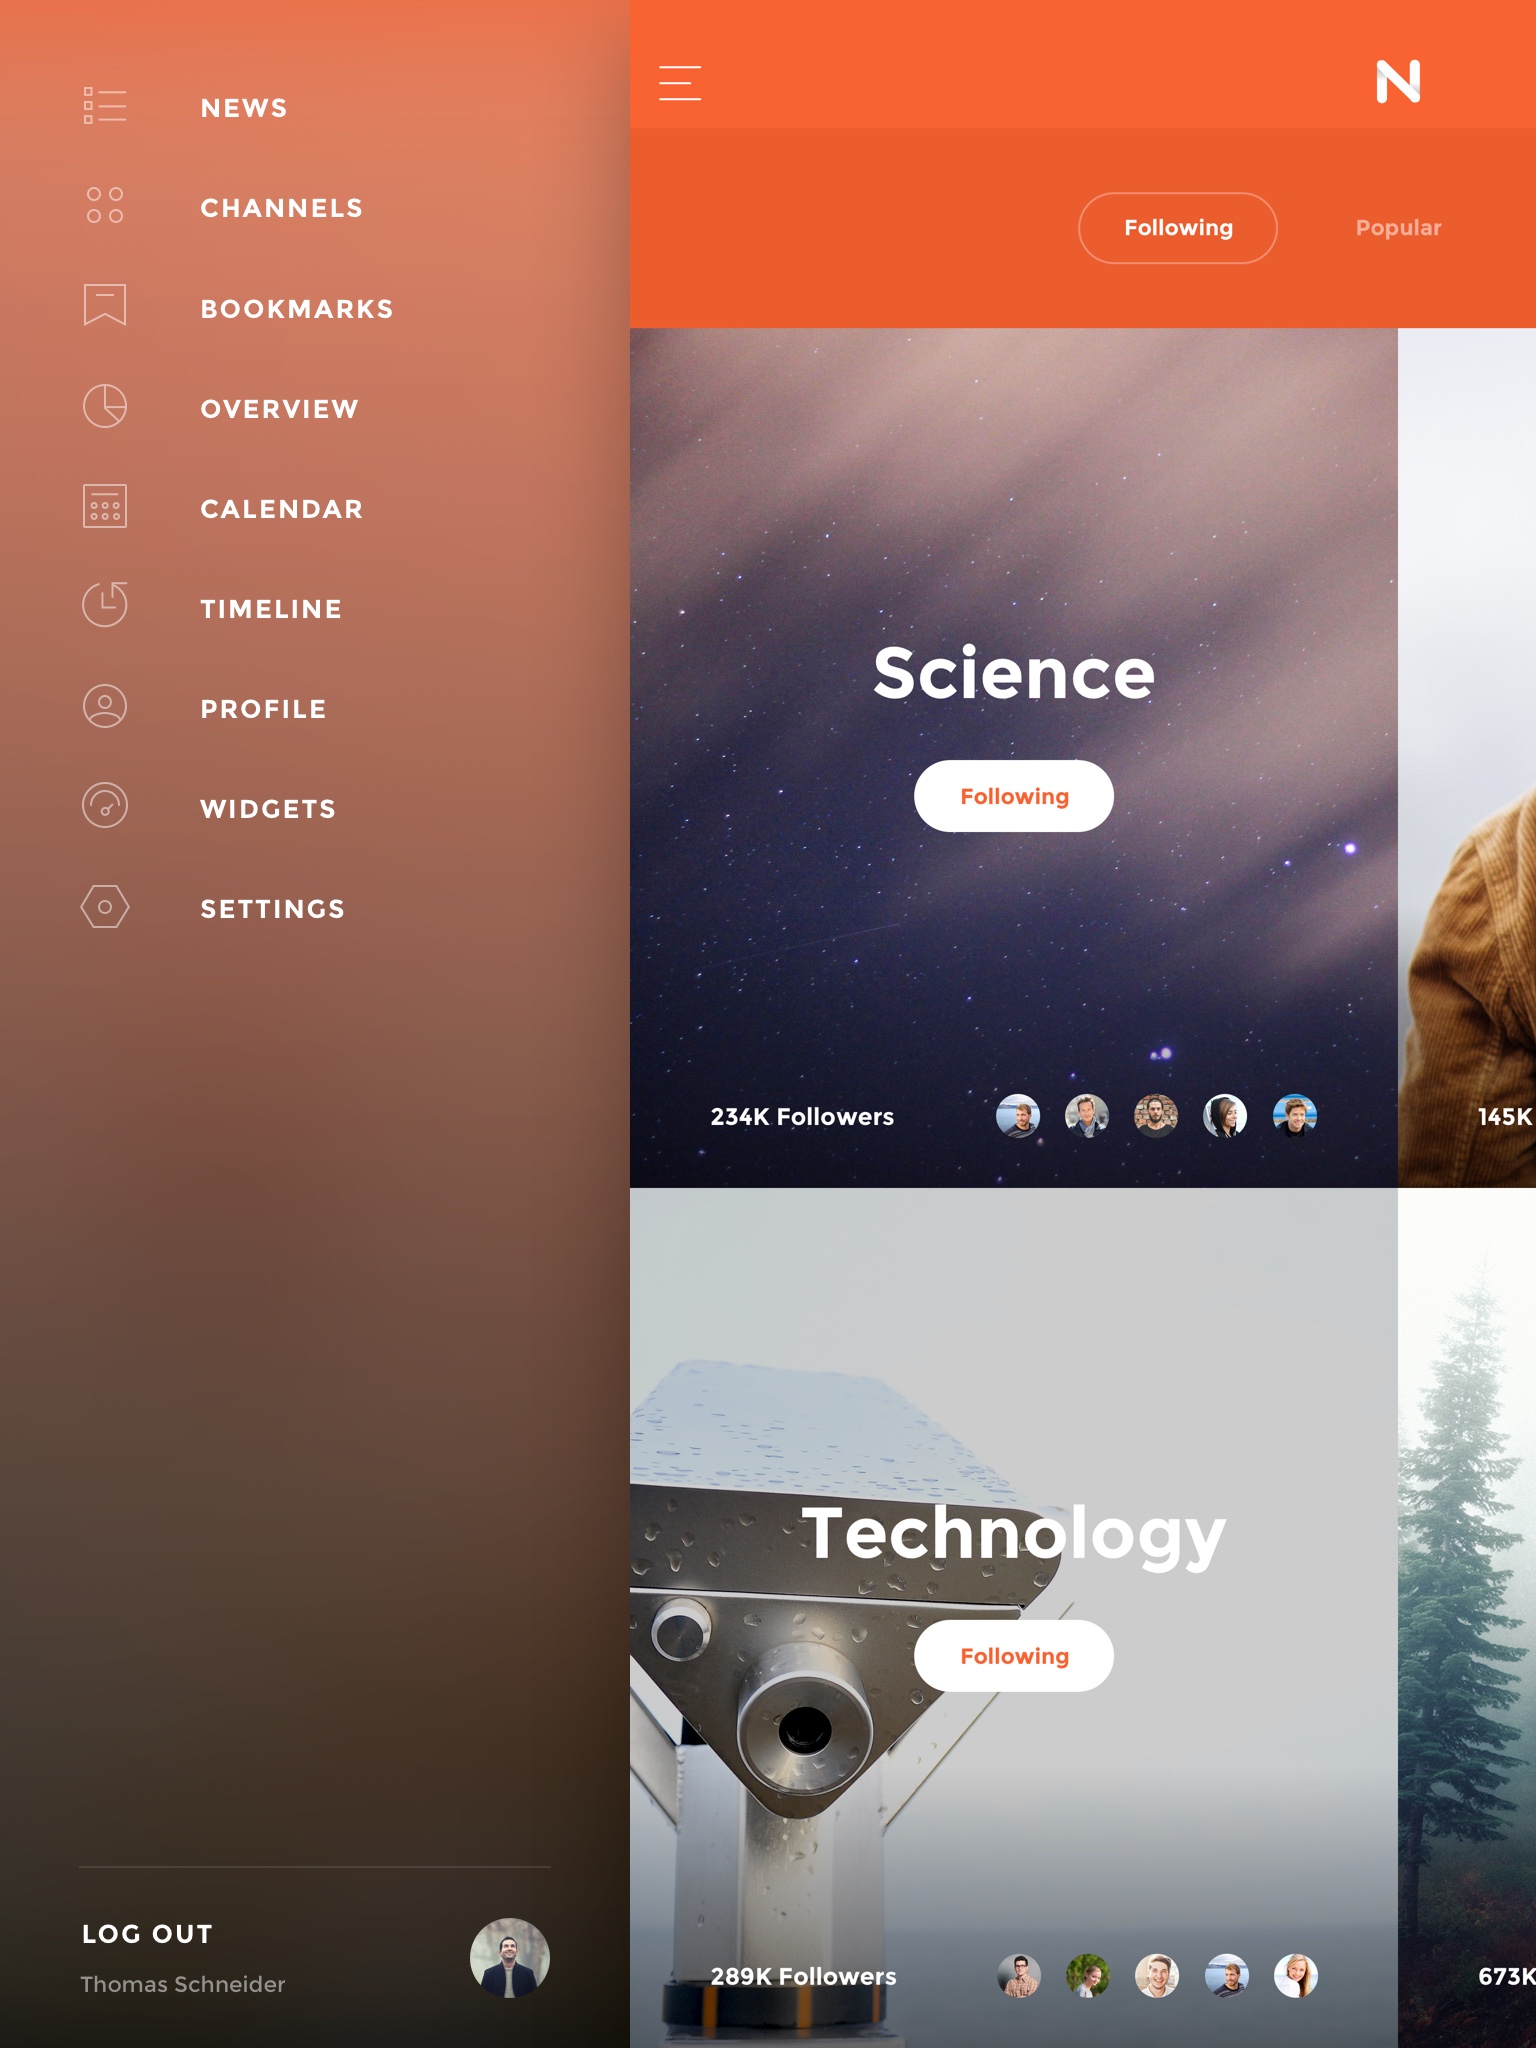 NEWS
CHANNELS
BOOKMARKS
OVERVIEW
CALENDAR
TIMELINE
PROFILE
WIDGETS
SETTINGS
LOG OUT
Thomas Schneider
N
Following
Popular
Science
Following
234K Followers
145K
Technology
Following
289K Followers
673K